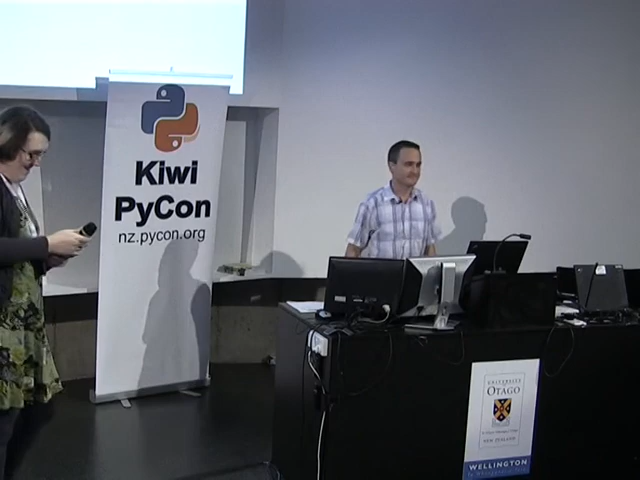 Kiwi
PyCon
nz.pycon.org
UNIVERSITY
OTAGO
NEW ZEALAND
WELLINGTON